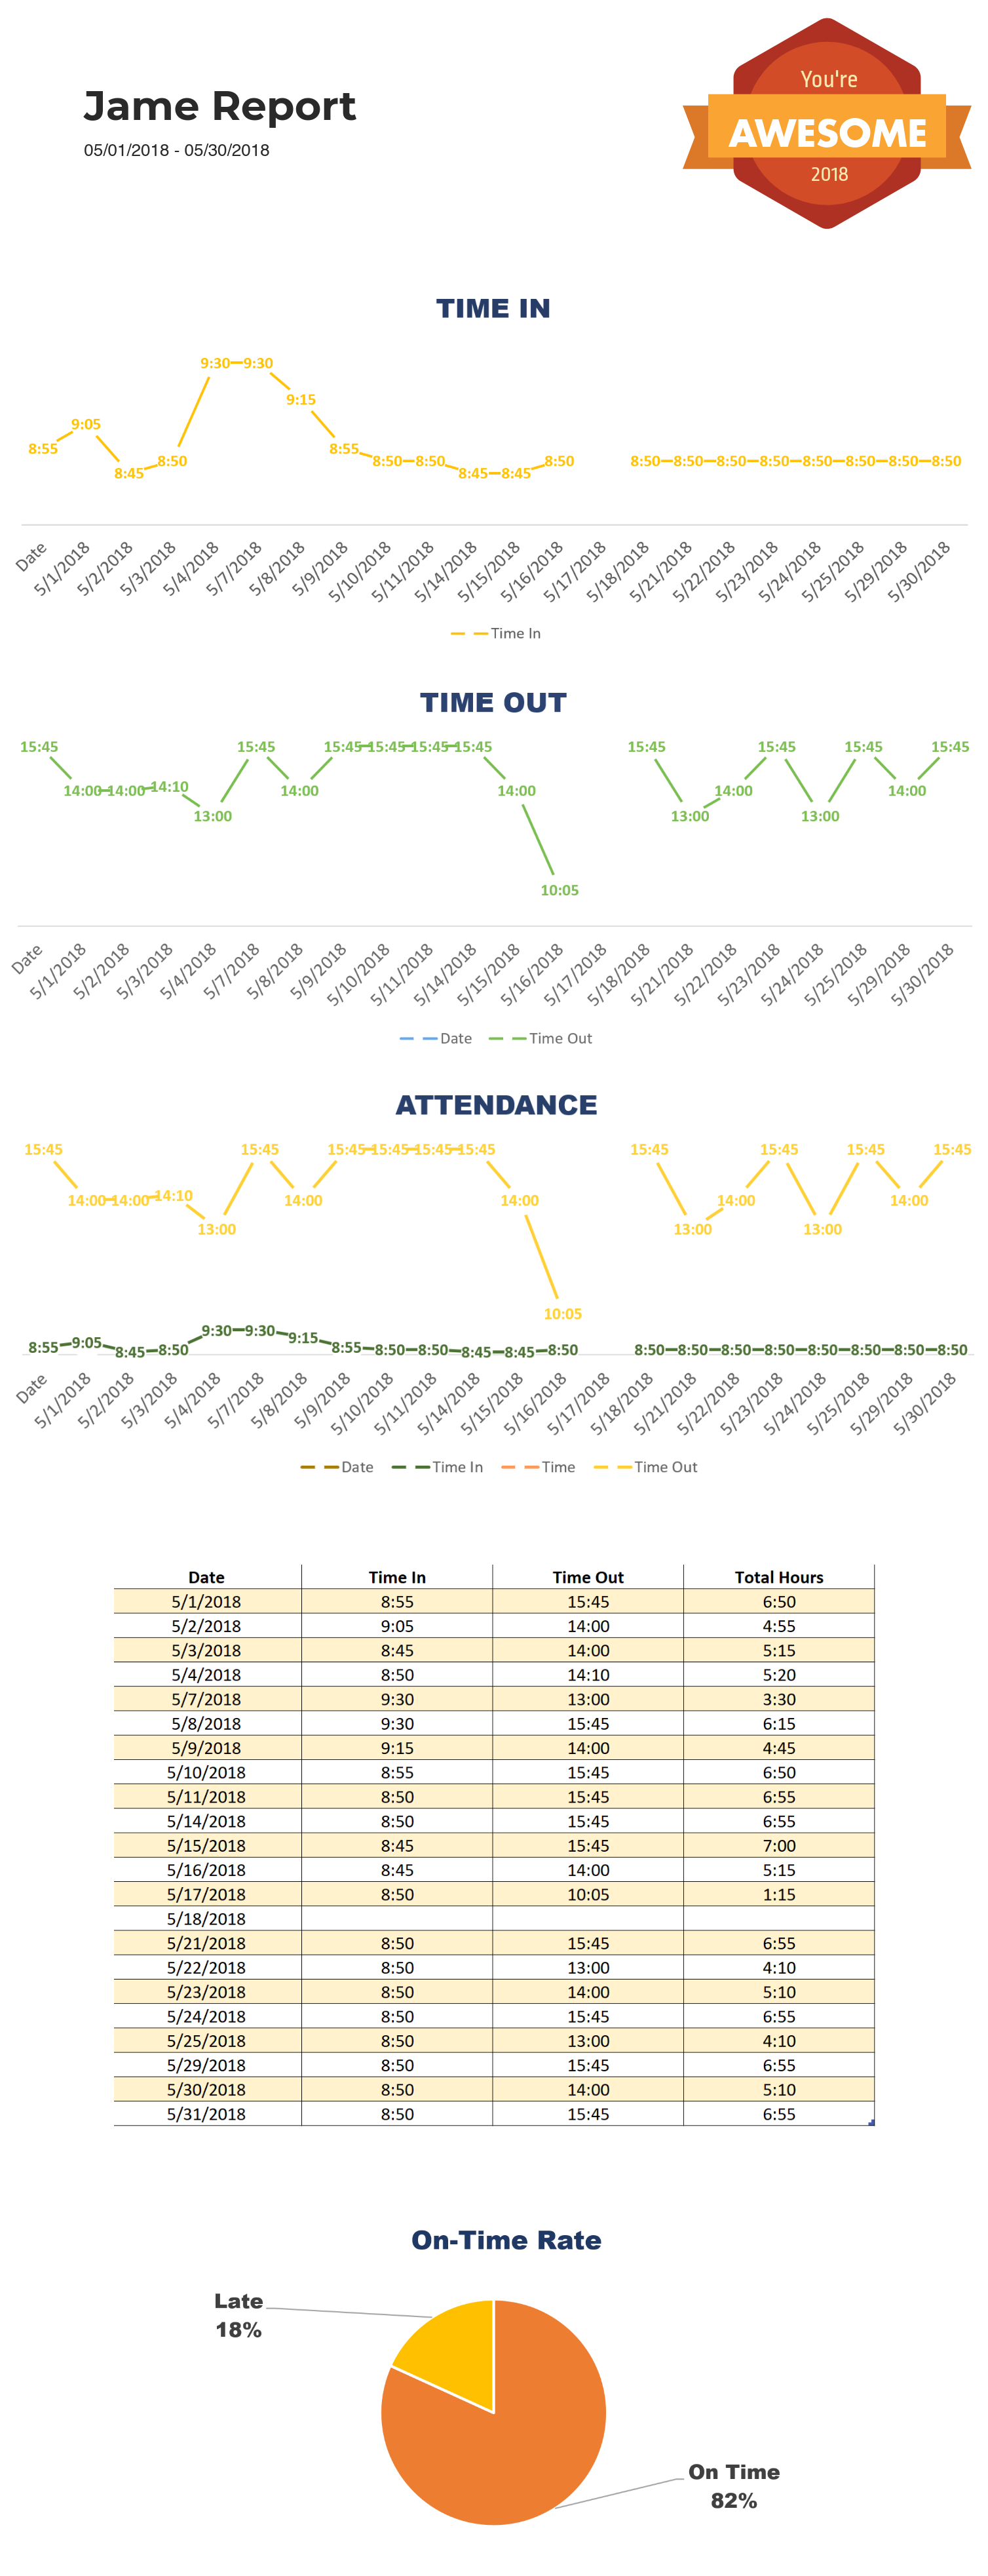 Jame Report
05/01/2018 - 05/30/2018
You're
AWESOME
2018
TIME IN
8:55 9:05 8:45 8:50 9:30 9:30 9:15 8:55 8:50 8:50 8:45 8:45 8:50 8:50 8:50 8:50 8:50 8:50 8:50 8:50 8:50
Date 5/1/2018 5/2/2018 5/3/2018 5/4/2018 5/7/2018 5/8/2018 5/9/2018 5/10/2018 5/11/2018 5/14/2018 5/15/2018 5/16/2018 5/17/2018 5/18/2018 5/21/2018 5/22/2018 5/23/2018 5/24/2018 5/25/2018 5/29/2018 5/30/2018
Time In
TIME OUT
15:45 14:00 14:00 14:10 13:00 15:45 14:00 15:45 15:45 15:45 15:45 14:00 10:05 15:45 13:00 14:00 15:45 13:00 15:45 14:00 15:45
Date 5/1/2018 5/2/2018 5/3/2018 5/4/2018 5/7/2018 5/8/2018 5/9/2018 5/10/2018 5/11/2018 5/14/2018 5/15/2018 5/16/2018 5/17/2018 5/18/2018 5/21/2018 5/22/2018 5/23/2018 5/24/2018 5/25/2018 5/29/2018 5/30/2018
Date Time Out
ATTENDANCE
15:45 14:00 14:00 14:10 13:00 15:45 14:00 15:45 15:45 15:45 15:45 14:00 10:05 15:45 13:00 14:00 15:45 13:00 15:45 14:00 15:45
8:55 9:05 8:45 8:50 9:30 9:30 9:15 8:55 8:50 8:50 8:45 8:45 8:50 8:50 8:50 8:50 8:50 8:50 8:50 8:50 8:50
Date 5/1/2018 5/2/2018 5/3/2018 5/4/2018 5/7/2018 5/8/2018 5/9/2018 5/10/2018 5/11/2018 5/14/2018 5/15/2018 5/16/2018 5/17/2018 5/18/2018 5/21/2018 5/22/2018 5/23/2018 5/24/2018 5/25/2018 5/29/2018 5/30/2018
Date Time In Time Time Out
Date Time In Time Out Total Hours
5/1/2018 8:55 15:45 6:50
5/2/2018 9:05 14:00 4:55
5/3/2018 8:45 14:00 5:15
5/4/2018 8:50 14:10 5:20
5/7/2018 9:30 13:00 3:30
5/8/2018 9:30 15:45 6:15
5/9/2018 9:15 14:00 4:45
5/10/2018 8:55 15:45 6:50
5/11/2018 8:50 15:45 6:55
5/14/2018 8:50 15:45 6:55
5/15/2018 8:45 15:45 7:00
5/16/2018 8:45 14:00 5:15
5/17/2018 8:50 10:05 1:15
5/18/2018
5/21/2018 8:50 15:45 6:55
5/22/2018 8:50 13:00 4:10
5/23/2018 8:50 14:00 5:10
5/24/2018 8:50 15:45 6:55
5/25/2018 8:50 13:00 4:10
5/29/2018 8:50 15:45 6:55
5/30/2018 8:50 14:00 5:10
5/31/2018 8:50 15:45 6:55
On-Time Rate
Late
18%
On Time
82%